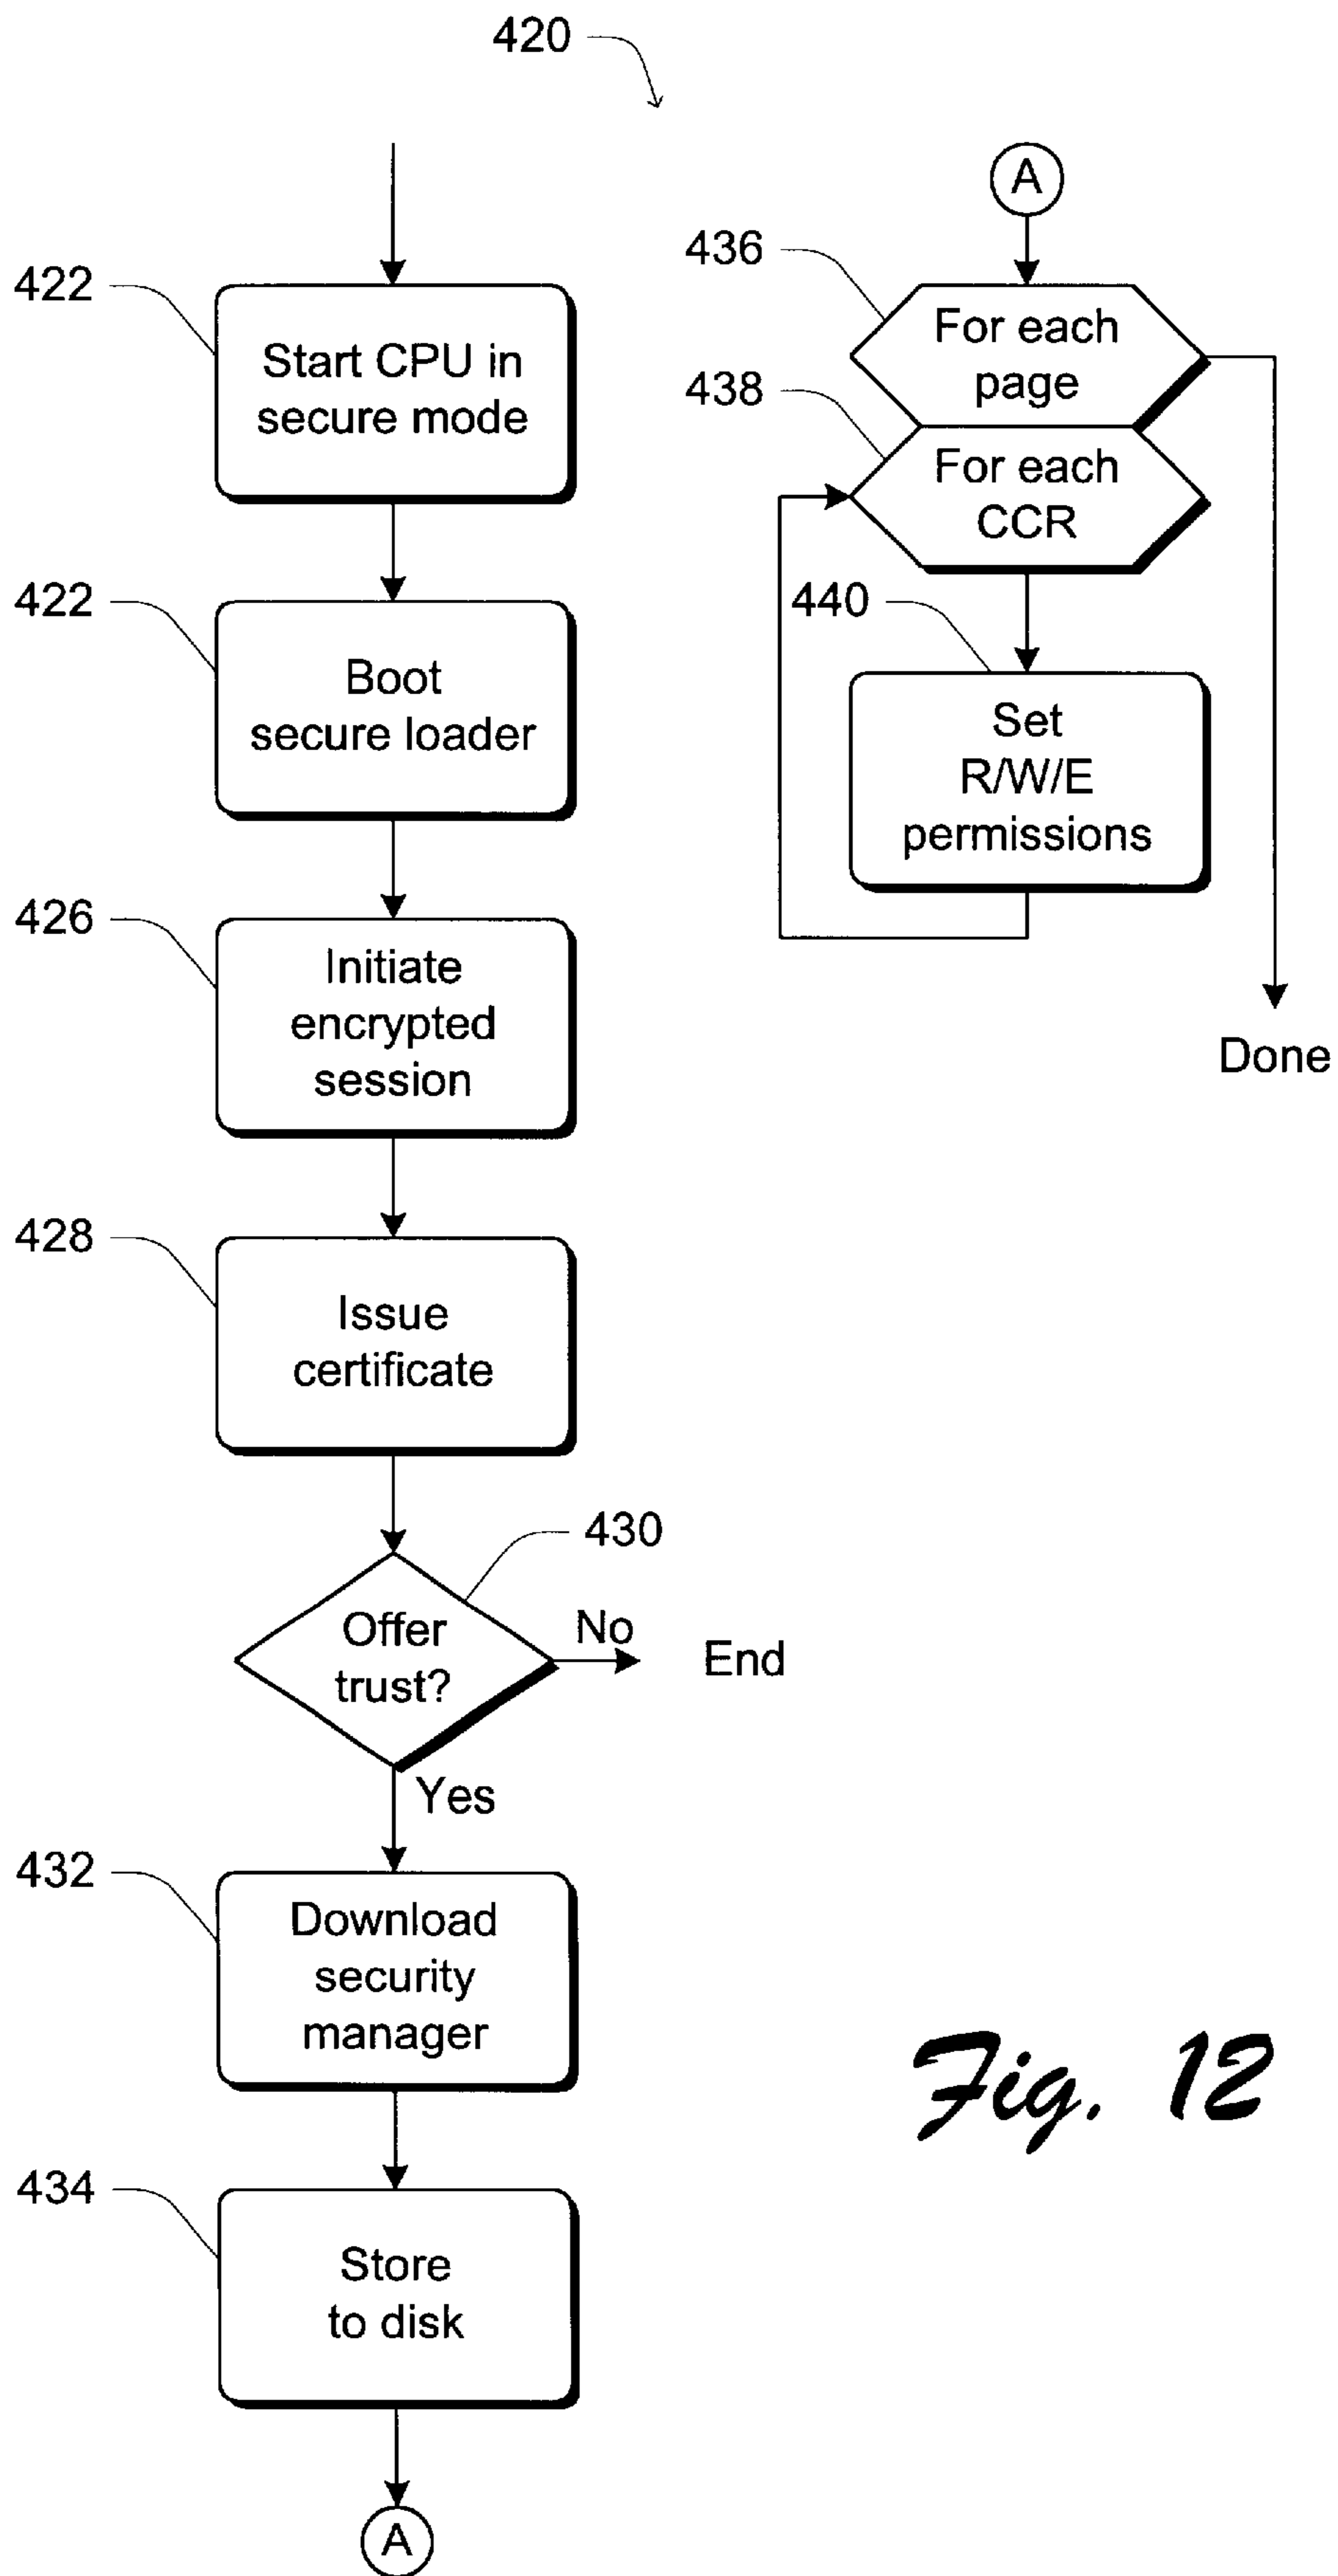 420
422
Start CPU in
secure mode
422
Boot
secure loader
426
Initiate
encrypted
session
428
Issue
certificate
430
Offer
trust?
No
End
Yes
432
Download
security
manager
434
Store
to disk
A
A
436
For each
page
438
For each
CCR
440
Set
R/W/E
permissions
Done
Fig. 12